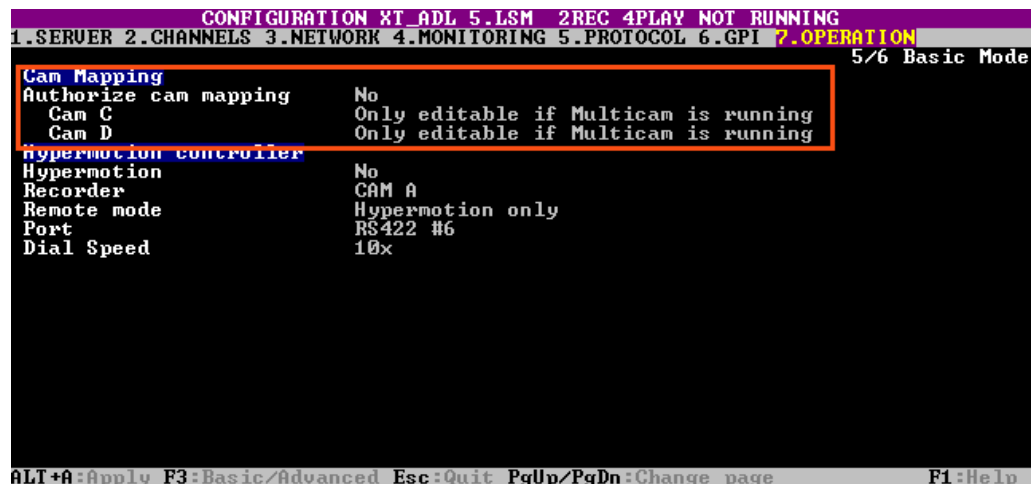 CONFIGURATION XT_ADL 5.LSM 2REC 4PLAY NOT RUNNING
1.SERVER 2.CHANNELS 3.NETWORK 4.MONITORING 5.PROTOCOL 6.GPI 7.OPERATION
5/6 Basic Mode
Cam Mapping
Authorize cam mapping No
Cam C Only editable if Multicam is running
Cam D Only editable if Multicam is running
Hypermotion controller
Hypermotion No
Recorder CAM A
Remote mode Hypermotion only
Port RS422 #6
Dial Speed 10x
ALT+A:Apply F3:Basic/Advanced Esc:Quit PgUp/PgDn:Change page F1:Help